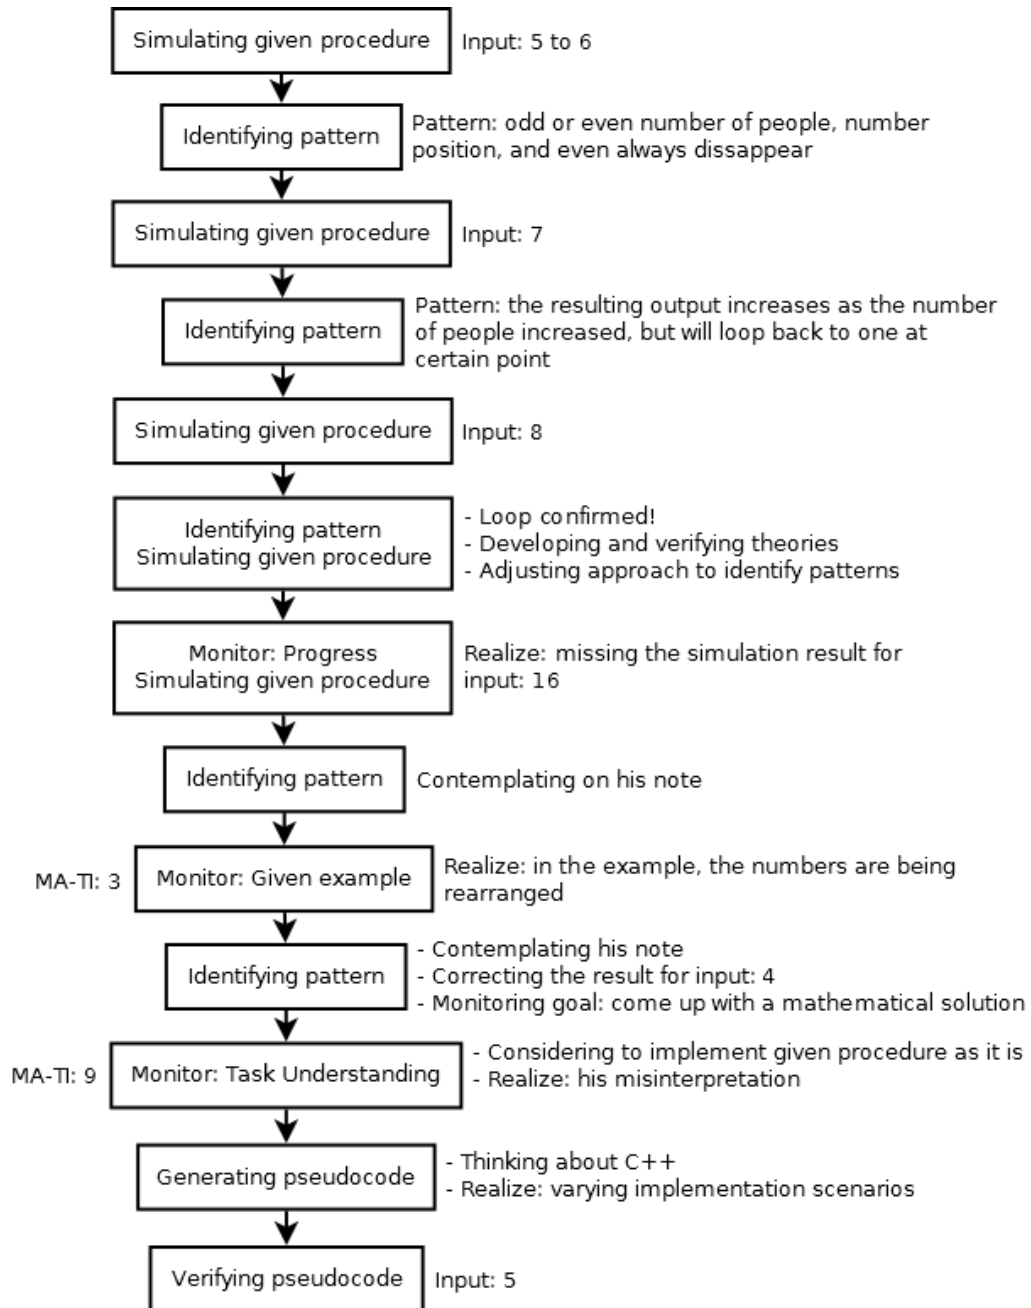 Simulating given procedure
Input: 5 to 6
Identifying pattern
Pattern: odd or even number of people, number
position, and even always dissappear
Simulating given procedure
Input: 7
Identifying pattern
Pattern: the resulting output increases as the number
of people increased, but will loop back to one at
certain point
Simulating given procedure
Input: 8
Identifying pattern
Simulating given procedure
- Loop confirmed!
- Developing and verifying theories
- Adjusting approach to identify patterns
Monitor: Progress
Simulating given procedure
Realize: missing the simulation result for
input: 16
Identifying pattern
Contemplating on his note
MA-TI: 3
Monitor: Given example
Realize: in the example, the numbers are being
rearranged
Identifying pattern
- Contemplating his note
- Correcting the result for input: 4
- Monitoring goal: come up with a mathematical solution
MA-TI: 9
Monitor: Task Understanding
- Considering to implement given procedure as it is
- Realize: his misinterpretation
Generating pseudocode
- Thinking about C++
- Realize: varying implementation scenarios
Verifying pseudocode
Input: 5